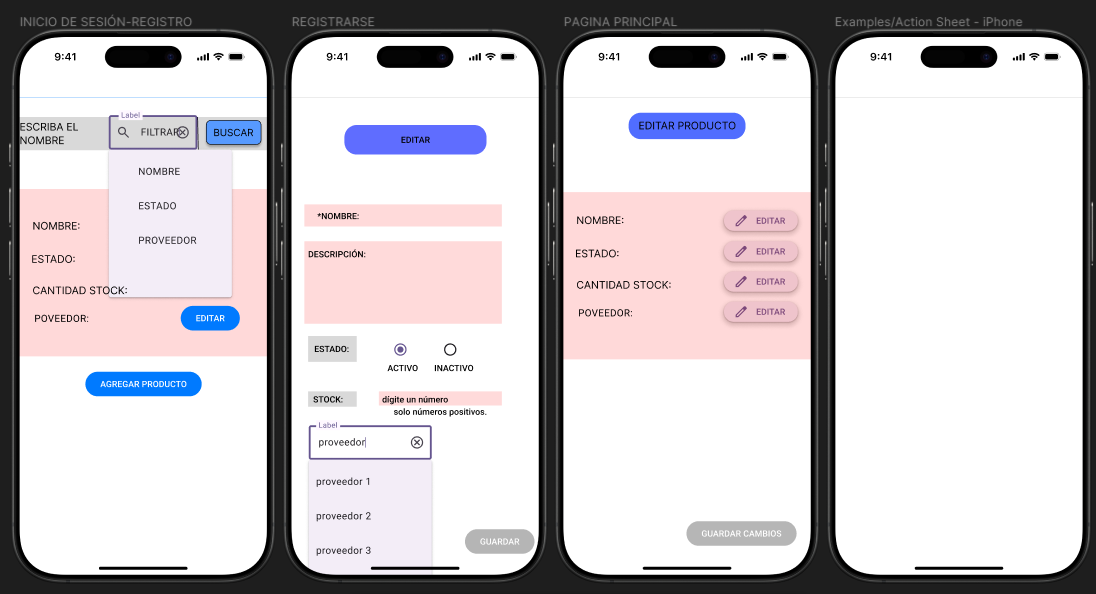 INICIO DE SESIÓN-REGISTRO
9:41
Label
ESCRIBA EL
NOMBRE
FILTRAR
BUSCAR
NOMBRE
ESTADO
PROVEEDOR
NOMBRE:
ESTADO:
CANTIDAD STOCK:
POVEEDOR:
EDITAR
AGREGAR PRODUCTO
REGISTRARSE
9:41
EDITAR
*NOMBRE:
DESCRIPCIÓN:
ESTADO:
ACTIVO
INACTIVO
STOCK:
dígite un número
solo números positivos.
Label
proveedor
proveedor 1
proveedor 2
proveedor 3
GUARDAR
PAGINA PRINCIPAL
9:41
EDITAR PRODUCTO
NOMBRE:
EDITAR
ESTADO:
EDITAR
CANTIDAD STOCK:
EDITAR
POVEEDOR:
EDITAR
GUARDAR CAMBIOS
Examples/Action Sheet - iPhone
9:41